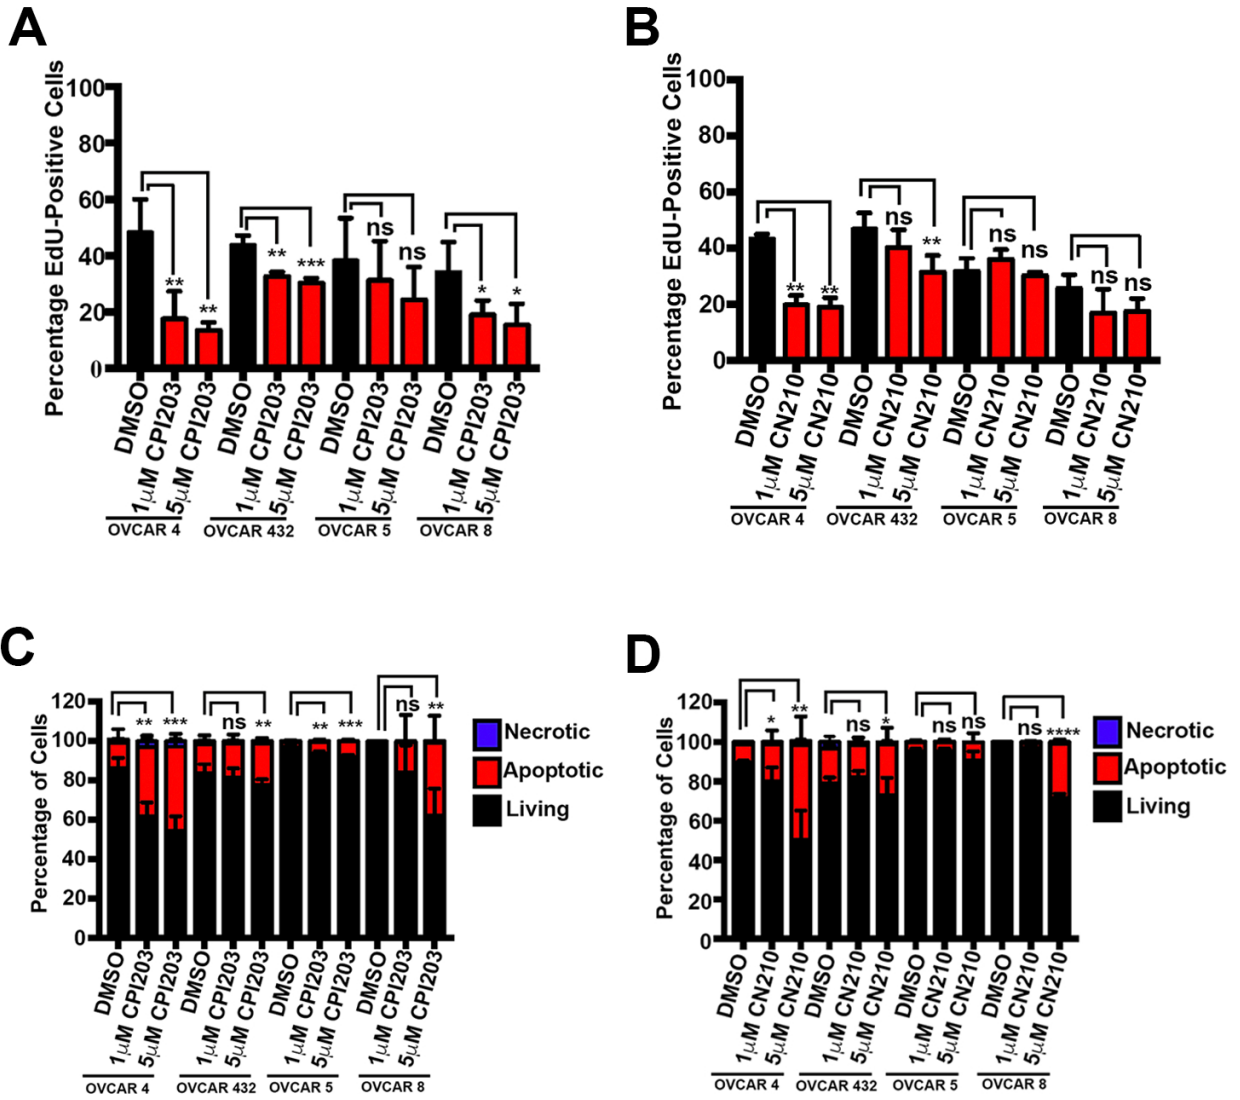 A
Percentage EdU-Positive Cells
100
80
60
40
20
0
**
**
**
***
ns
ns
*
*
DMSO
1μM CPI203
5μM CPI203
DMSO
1μM CPI203
5μM CPI203
DMSO
1μM CPI203
5μM CPI203
DMSO
1μM CPI203
5μM CPI203
OVCAR 4
OVCAR 432
OVCAR 5
OVCAR 8
B
Percentage EdU-Positive Cells
100
80
60
40
20
0
**
**
ns
**
ns
ns
ns
ns
DMSO
1μM CN210
5μM CN210
DMSO
1μM CN210
5μM CN210
DMSO
1μM CN210
5μM CN210
DMSO
1μM CN210
5μM CN210
OVCAR 4
OVCAR 432
OVCAR 5
OVCAR 8
C
Percentage of Cells
120
100
80
60
40
20
0
**
***
ns
**
**
***
ns
**
Necrotic
Apoptotic
Living
DMSO
1μM CPI203
5μM CPI203
DMSO
1μM CPI203
5μM CPI203
DMSO
1μM CPI203
5μM CPI203
DMSO
1μM CPI203
5μM CPI203
OVCAR 4
OVCAR 432
OVCAR 5
OVCAR 8
D
Percentage of Cells
120
100
80
60
40
20
0
*
**
ns
*
ns
ns
ns
****
Necrotic
Apoptotic
Living
DMSO
1μM CN210
5μM CN210
DMSO
1μM CN210
5μM CN210
DMSO
1μM CN210
5μM CN210
DMSO
1μM CN210
5μM CN210
OVCAR 4
OVCAR 432
OVCAR 5
OVCAR 8